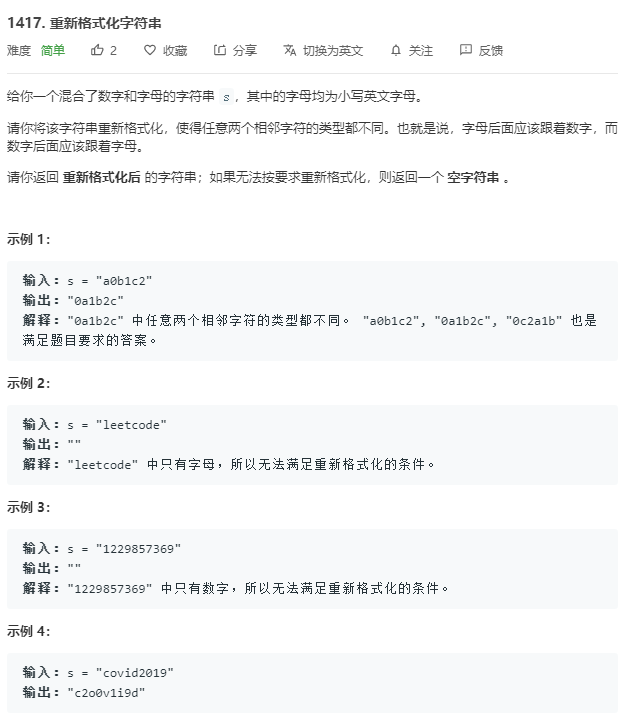 1417. 重新格式化字符串
难度 简单 2 收藏 分享 切换为英文 关注 反馈
给你一个混合了数字和字母的字符串 s，其中的字母均为小写英文字母。
请你将该字符串重新格式化，使得任意两个相邻字符的类型都不同。也就是说，字母后面应该跟着数字，而
数字后面应该跟着字母。
请你返回 重新格式化后 的字符串；如果无法按要求重新格式化，则返回一个 空字符串 。
示例 1：
输入：s = "a0b1c2"
输出："0a1b2c"
解释："0a1b2c" 中任意两个相邻字符的类型都不同。 "a0b1c2", "0a1b2c", "0c2a1b" 也是
满足题目要求的答案。
示例 2：
输入：s = "leetcode"
输出：""
解释："leetcode" 中只有字母，所以无法满足重新格式化的条件。
示例 3：
输入：s = "1229857369"
输出：""
解释："1229857369" 中只有数字，所以无法满足重新格式化的条件。
示例 4：
输入：s = "covid2019"
输出："c2o0v1i9d"